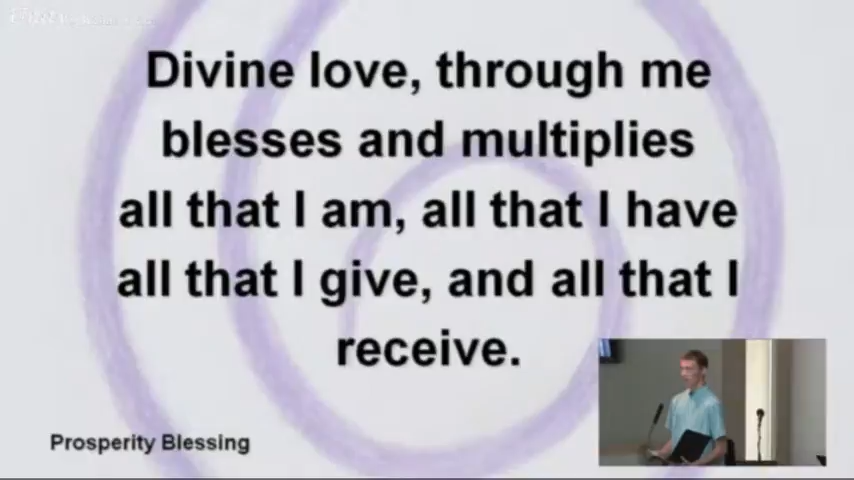 Divine love, through me
blesses and multiplies
all that I am, all that I have
all that I give, and all that I
receive.
Prosperity Blessing